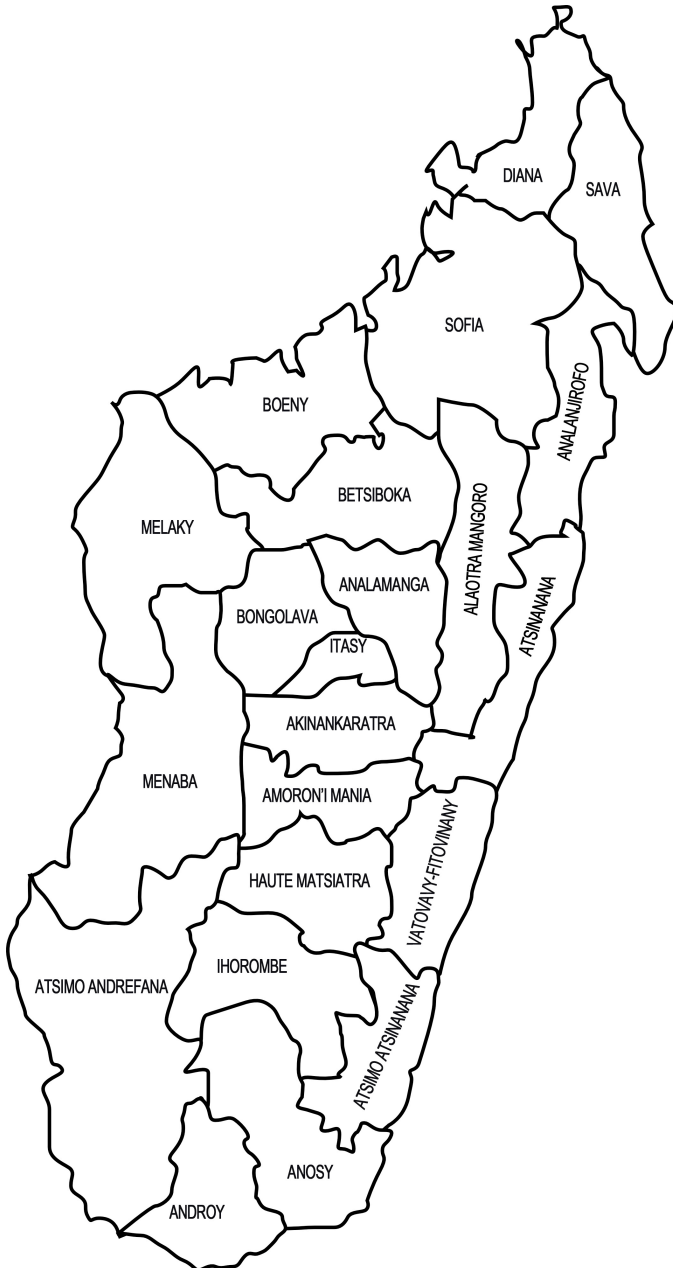 DIANA
SAVA
SOFIA
ANALANJIROFO
BOENY
BETSIBOKA
MELAKY
ALAOTRA MANGORO
ANALAMANGA
BONGOLAVA
ATSINANANA
ITASY
AKINANKARATRA
MENABA
AMORON'I MANIA
HAUTE MATSIATRA
VATOVAVY-FITOVINANY
IHOROMBE
ATSIMO ANDREFANA
ATSIMO ATSINANANA
ANOSY
ANDROY